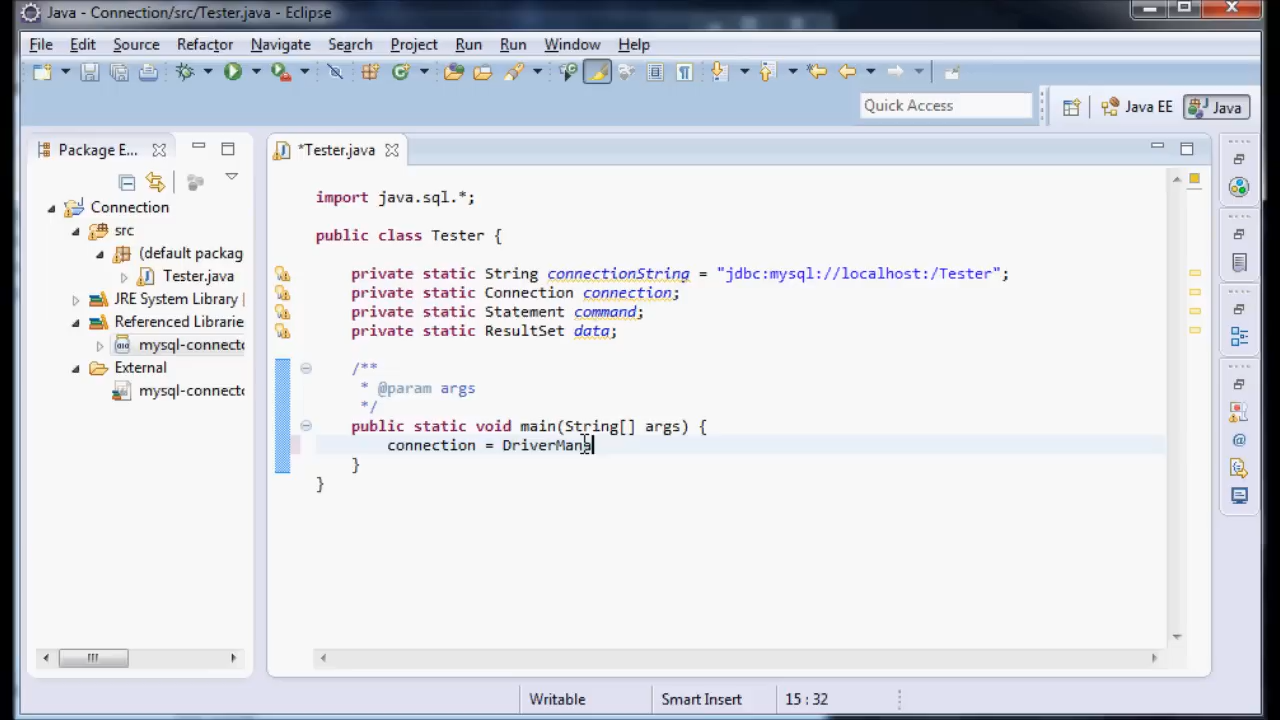 Java - Connection/src/Tester.java - Eclipse
File Edit Source Refactor Navigate Search Project Run Run Window Help
Quick Access
Java EE
Java
Package E...
Connection
src
(default packag
Tester.java
JRE System Library [
Referenced Librarie
mysql-connecto
External
mysql-connecto
*Tester.java
import java.sql.*;
public class Tester {
private static String connectionString = "jdbc:mysql://localhost:/Tester";
private static Connection connection;
private static Statement command;
private static ResultSet data;
/**
* @param args
*/
public static void main(String[] args) {
connection = DriverMana
}
}
Writable
Smart Insert
15 : 32